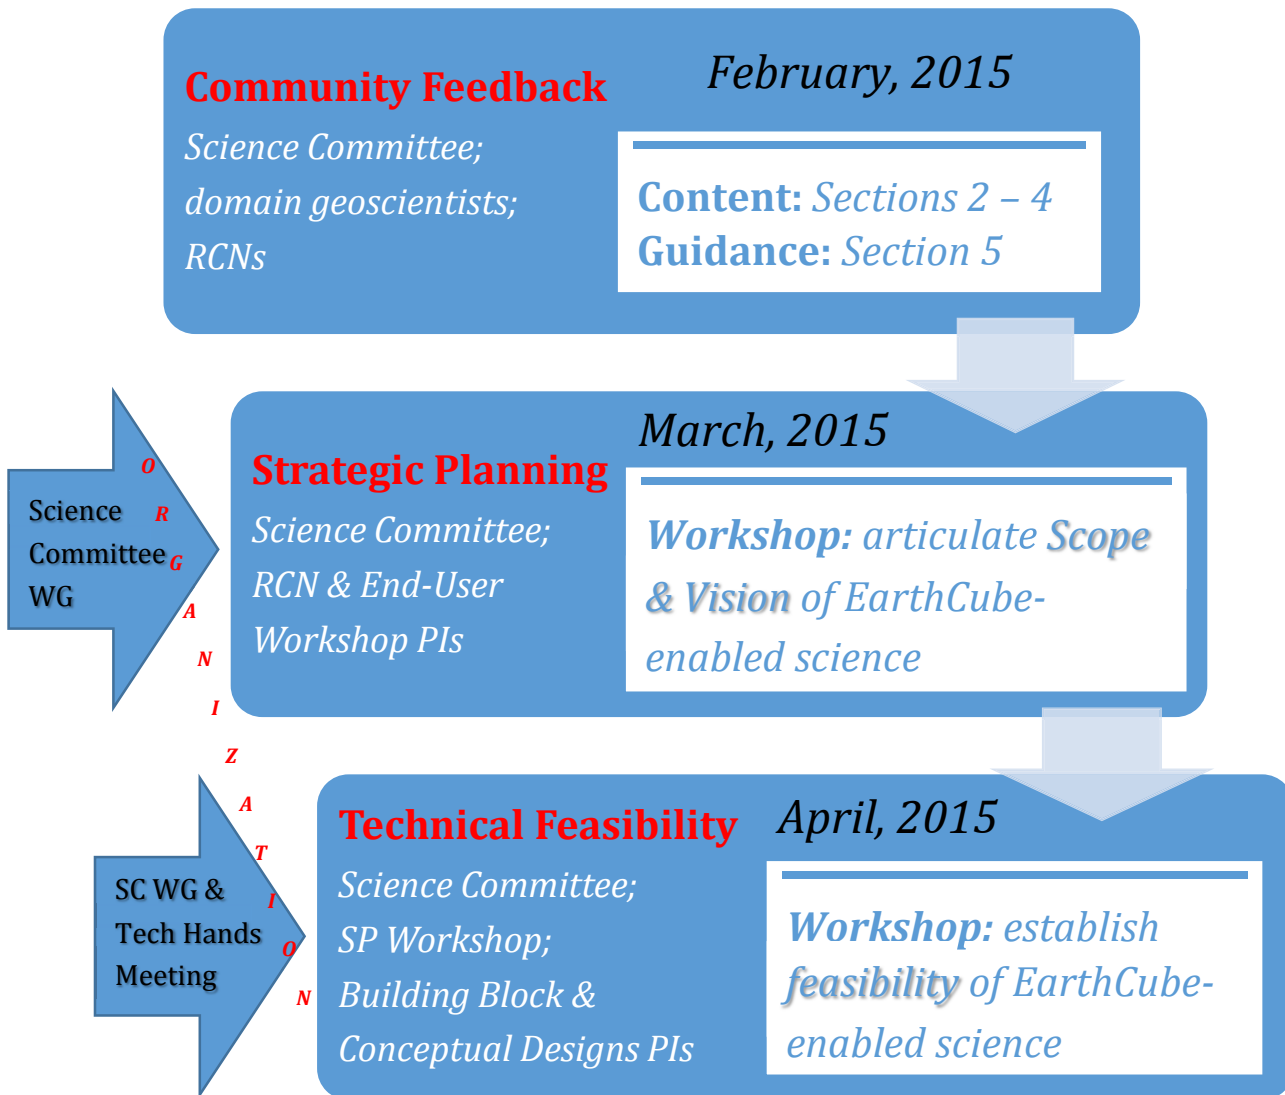 Community Feedback
February, 2015
Science Committee;
domain geoscientists;
RCNs
Content: Sections 2 – 4
Guidance: Section 5
Science
Committee
WG
Strategic Planning
March, 2015
Science Committee;
RCN & End-User
Workshop PIs
Workshop: articulate Scope
& Vision of EarthCube-
enabled science
ORGANIZATION
SC WG &
Tech Hands
Meeting
Technical Feasibility
April, 2015
Science Committee;
SP Workshop;
Building Block &
Conceptual Designs PIs
Workshop: establish
feasibility of EarthCube-
enabled science